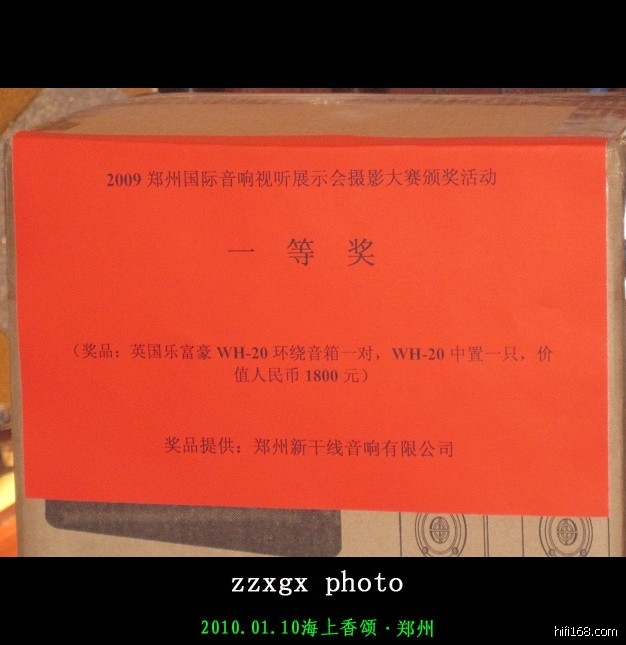 2009 郑州国际音响视听展示会摄影大赛颁奖活动
一 等 奖
（奖品：英国乐富豪 WH-20 环绕音箱一对，WH-20 中置一只，价
值人民币 1800 元）
奖品提供：郑州新干线音响有限公司
zzxgx photo
2010.01.10海上香颂·郑州
hifi168.com